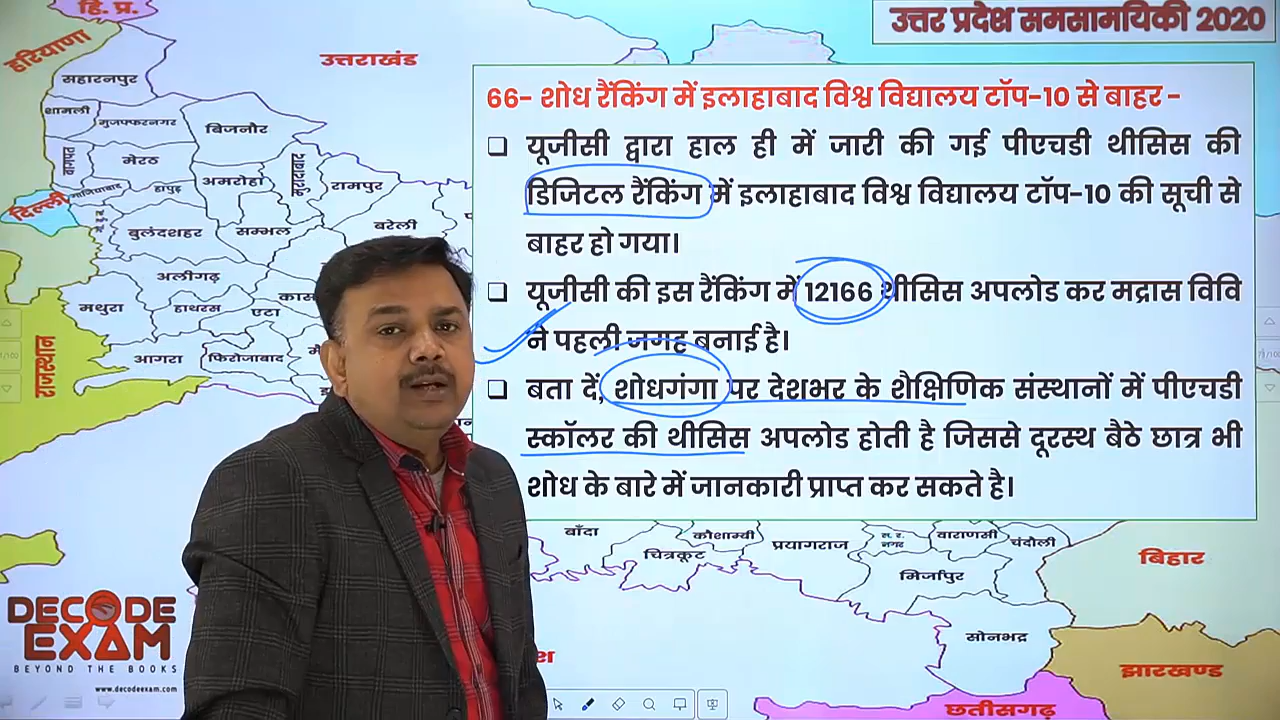 हि. प्र.
उत्तर प्रदेश समसामयिकी 2020
हरियाणा
उत्तराखंड
सहारनपुर
शामली
मुजफ्फरनगर
बिजनौर
बागपत
मेरठ
अमरोहा
मुरादाबाद
रामपुर
दिल्ली
गाजियाबाद
हापुड़
बुलंदशहर
सम्भल
बरेली
अलीगढ़
मथुरा
हाथरस
एटा
कास
राजस्थान
आगरा
फिरोजाबाद
66- शोध रैंकिंग में इलाहाबाद विश्व विद्यालय टॉप-10 से बाहर -
❑ यूजीसी द्वारा हाल ही में जारी की गई पीएचडी थीसिस की
डिजिटल रैंकिंग में इलाहाबाद विश्व विद्यालय टॉप-10 की सूची से
बाहर हो गया।
❑ यूजीसी की इस रैंकिंग में 12166 थीसिस अपलोड कर मद्रास विवि
ने पहली जगह बनाई है।
❑ बता दें, शोधगंगा पर देशभर के शैक्षिणिक संस्थानों में पीएचडी
स्कॉलर की थीसिस अपलोड होती है जिससे दूरस्थ बैठे छात्र भी
शोध के बारे में जानकारी प्राप्त कर सकते है।
बाँदा
कौशाम्बी
चित्रकूट
प्रयागराज
स. र. नगर
वाराणसी
चंदौली
मिर्जापुर
बिहार
सोनभद्र
झारखण्ड
छत्तीसगढ़
DECODE
EXAM
BEYOND THE BOOKS
www.decodeexam.com